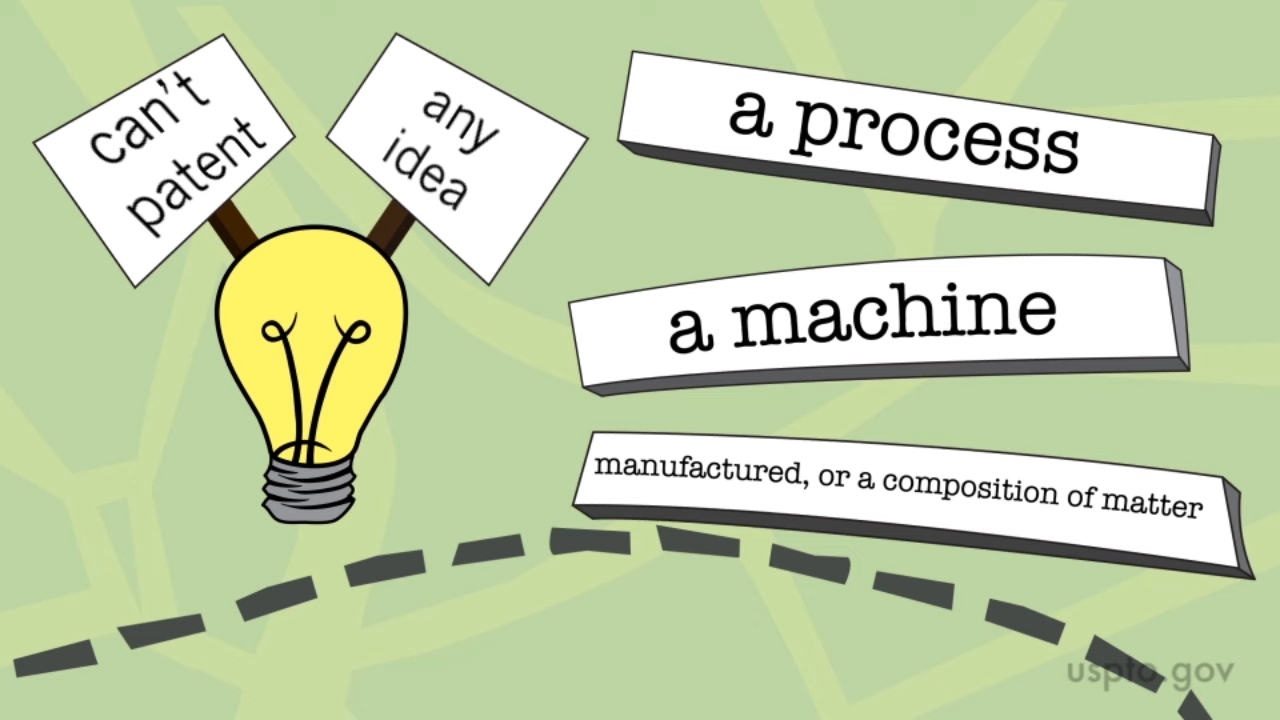 can't
patent
any
idea
a process
a machine
manufactured, or a composition of matter
uspto.gov